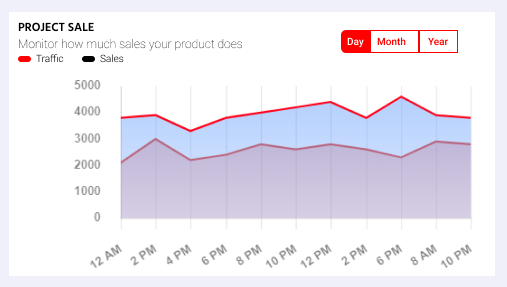 PROJECT SALE
Monitor how much sales your product does
Day Month Year
Traffic Sales
5000
4000
3000
2000
1000
0
12 AM 2 PM 4 PM 6 PM 8 PM 10 PM 12 PM 2 PM 6 PM 8 AM 10 PM